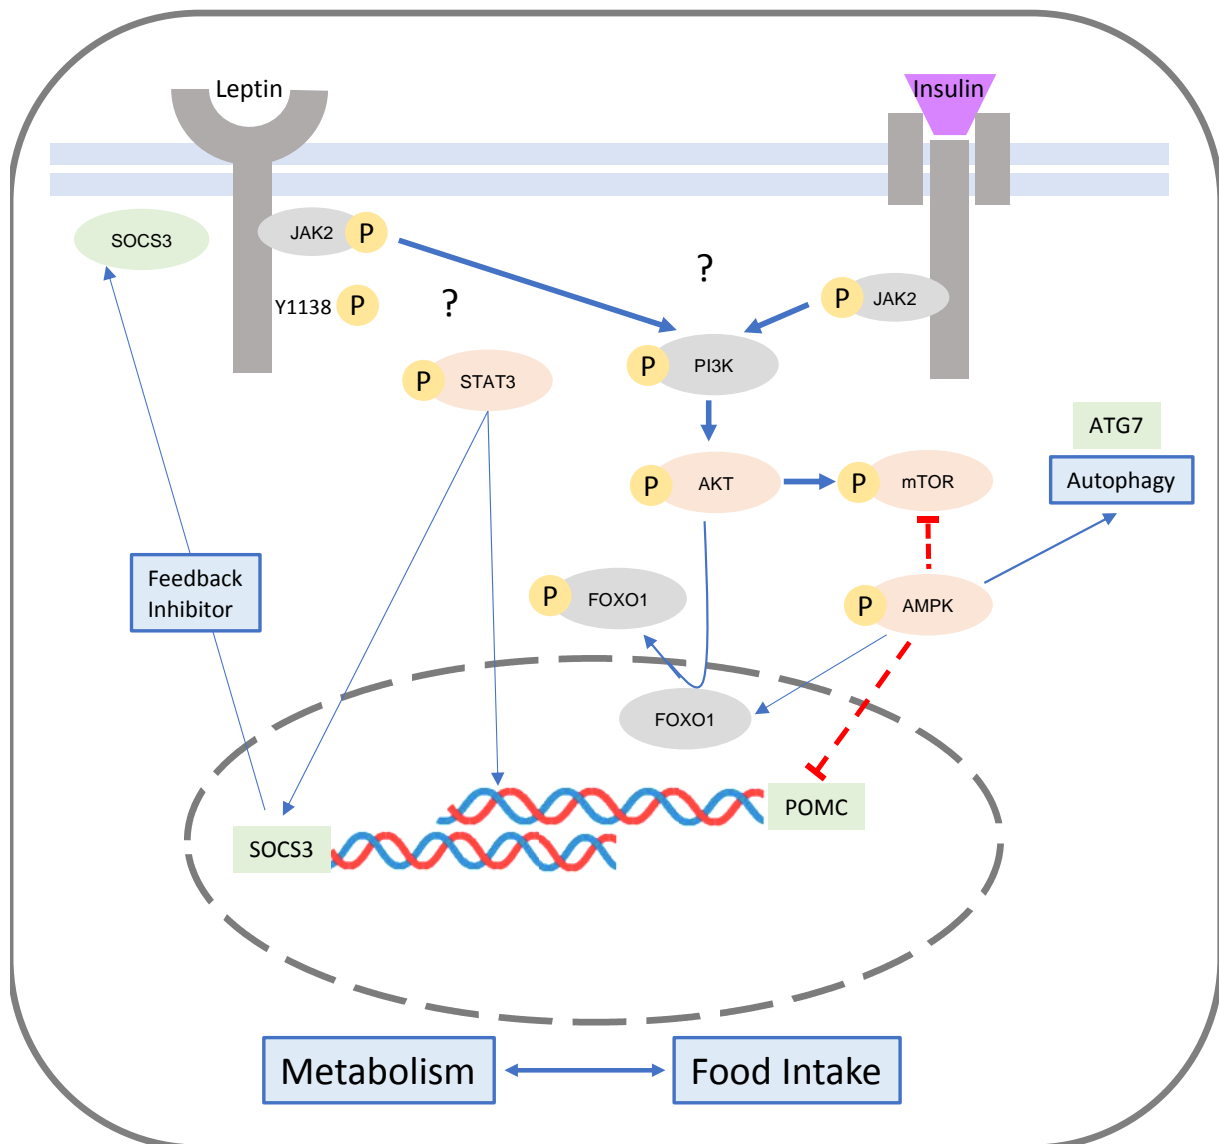 Leptin
Insulin
SOCS3
JAK2
P
?
P
JAK2
Y1138
P
?
P
PI3K
P
STAT3
ATG7
P
AKT
P
mTOR
Autophagy
Feedback
Inhibitor
P
FOXO1
P
AMPK
FOXO1
POMC
SOCS3
Metabolism
Food Intake